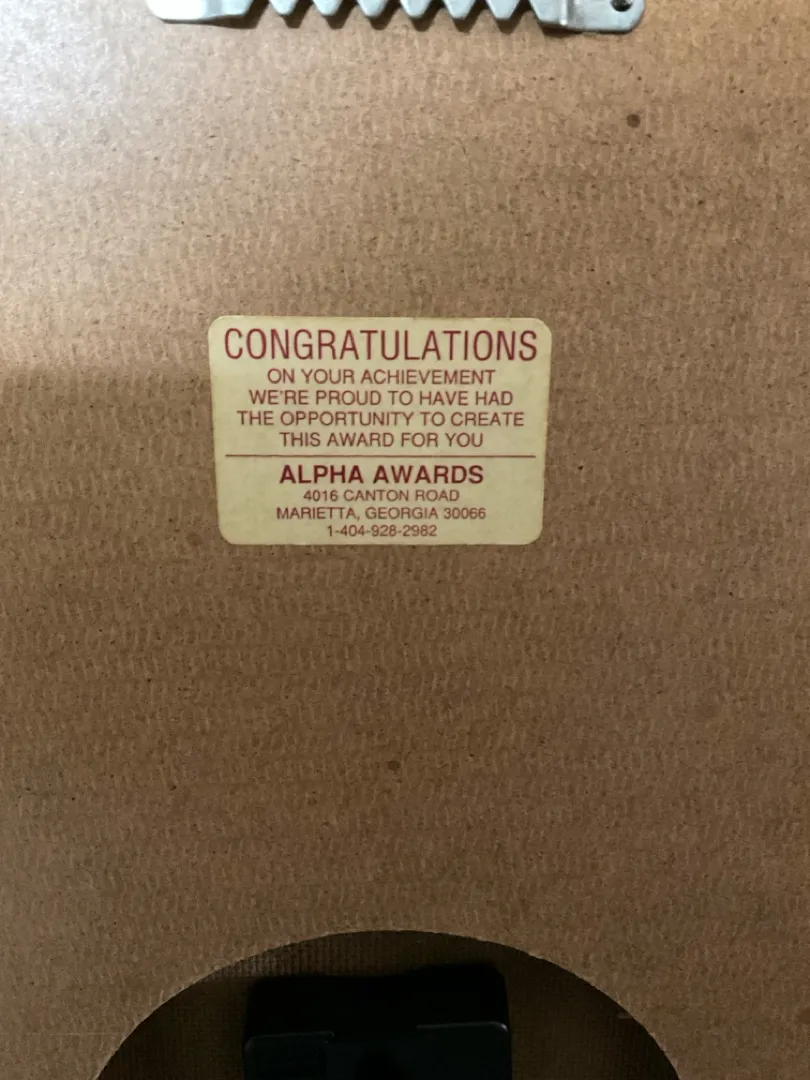 CONGRATULATIONS
ON YOUR ACHIEVEMENT
WE'RE PROUD TO HAVE HAD
THE OPPORTUNITY TO CREATE
THIS AWARD FOR YOU
ALPHA AWARDS
4016 CANTON ROAD
MARIETTA, GEORGIA 30066
1-404-928-2982